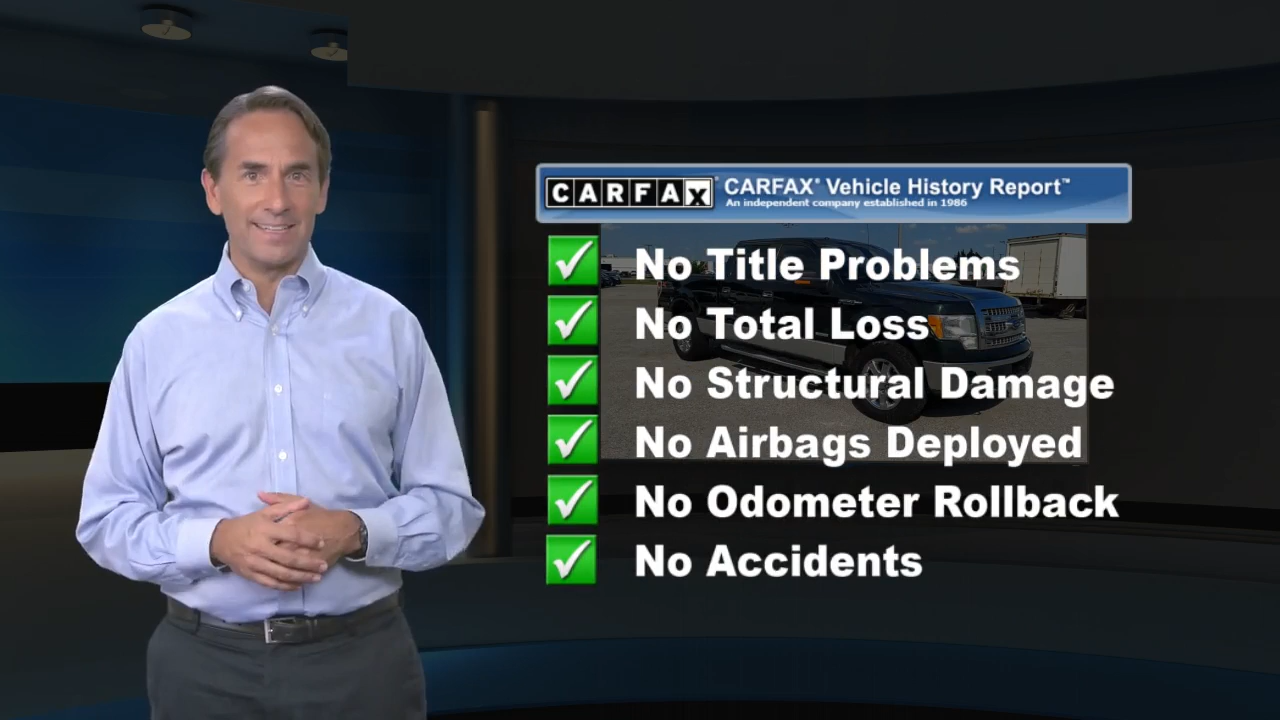 CARFAX® CARFAX® Vehicle History Report™
An independent company established in 1986
No Title Problems
No Total Loss
No Structural Damage
No Airbags Deployed
No Odometer Rollback
No Accidents